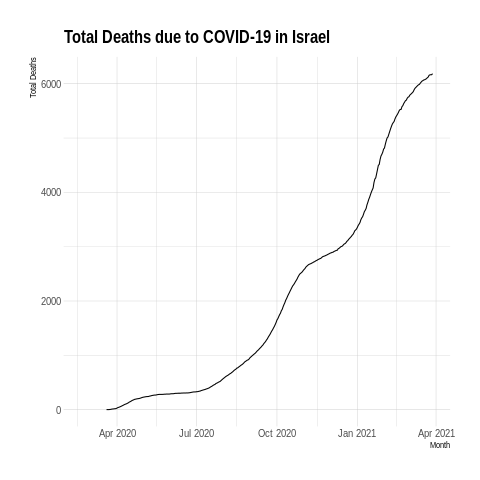 Total Deaths due to COVID-19 in Israel
Total Deaths
6000
4000
2000
0
Apr 2020 Jul 2020 Oct 2020 Jan 2021 Apr 2021
Month